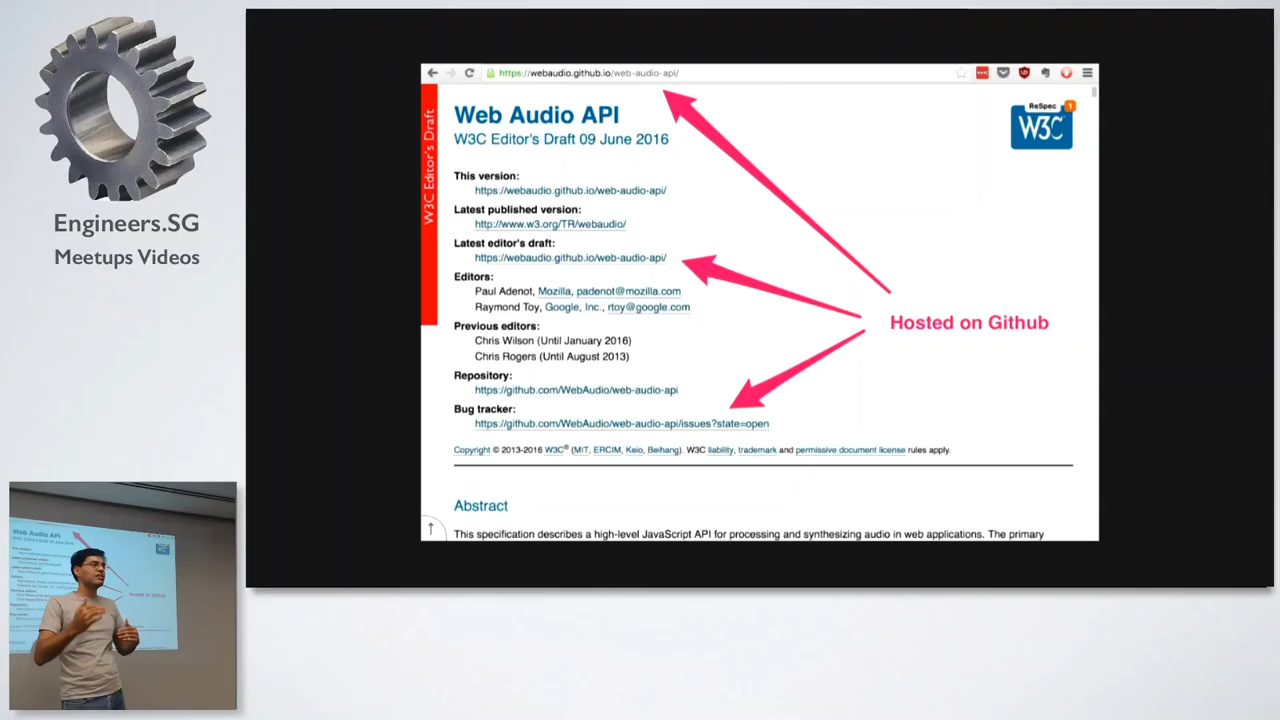 Engineers.SG
Meetups Videos
https://webaudio.github.io/web-audio-api/
W3C Editor's Draft
Web Audio API
W3C Editor's Draft 09 June 2016
ReSpec 1
W3C
This version:
https://webaudio.github.io/web-audio-api/
Latest published version:
http://www.w3.org/TR/webaudio/
Latest editor's draft:
https://webaudio.github.io/web-audio-api/
Editors:
Paul Adenot, Mozilla, padenot@mozilla.com
Raymond Toy, Google, Inc., rtoy@google.com
Hosted on Github
Previous editors:
Chris Wilson (Until January 2016)
Chris Rogers (Until August 2013)
Repository:
https://github.com/WebAudio/web-audio-api
Bug tracker:
https://github.com/WebAudio/web-audio-api/issues?state=open
Copyright © 2013-2016 W3C® (MIT, ERCIM, Keio, Beihang). W3C liability, trademark and permissive document license rules apply.
Abstract
This specification describes a high-level JavaScript API for processing and synthesizing audio in web applications. The primary
Web Audio API
Hosted on Github